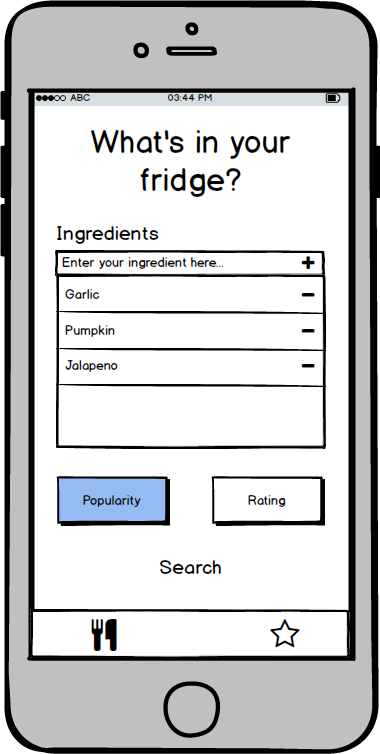 ABC 03:44 PM
What's in your
fridge?
Ingredients
Enter your ingredient here...
Garlic
Pumpkin
Jalapeno
Popularity Rating
Search